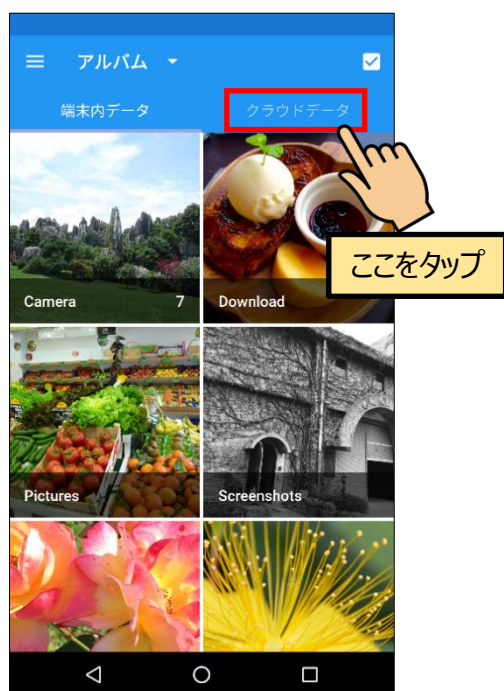 アルバム
端末内データ
クラウドデータ
ここをタップ
Camera
7
Download
Pictures
Screenshots